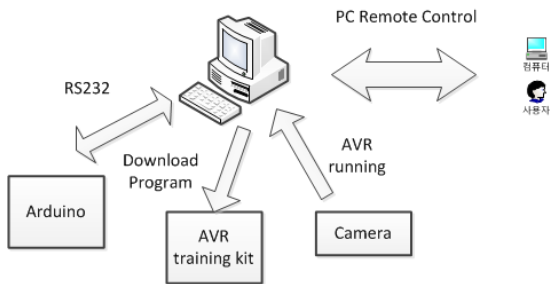 PC Remote Control
컴퓨터
사용자
RS232
Download
Program
AVR
running
Arduino
AVR
training kit
Camera